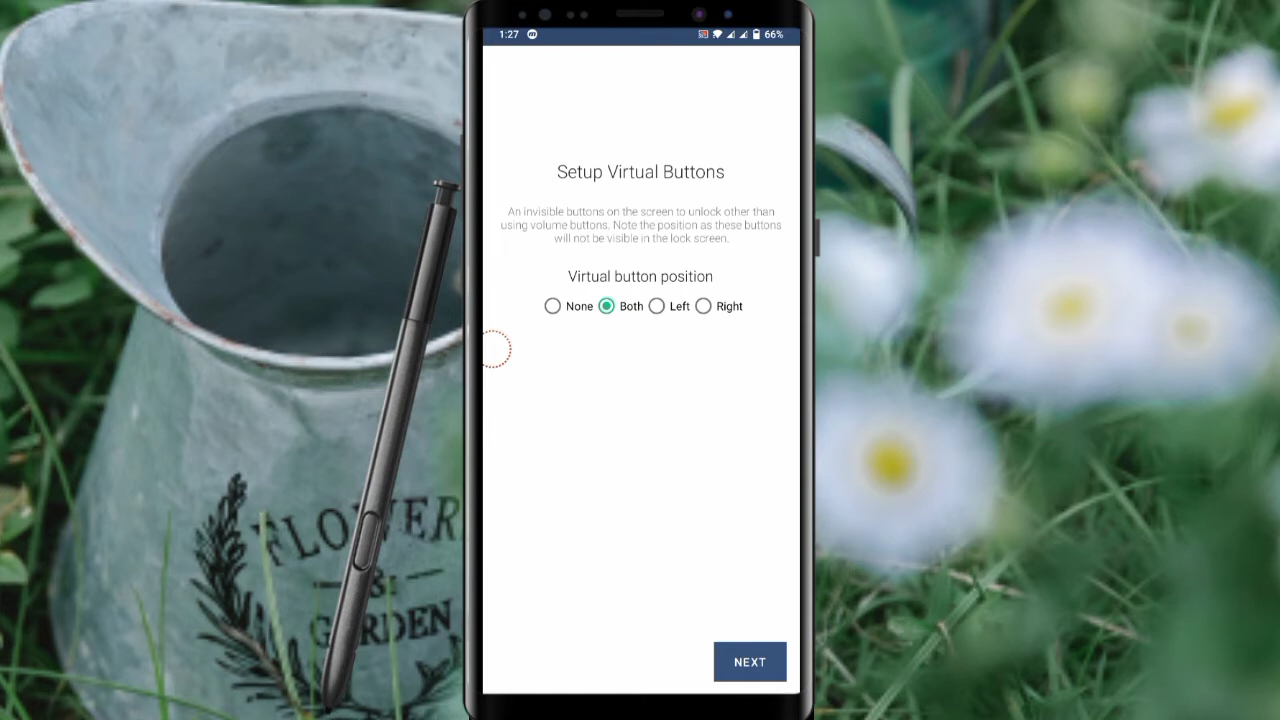 1:27 66%
Setup Virtual Buttons
An invisible buttons on the screen to unlock other than
using volume buttons. Note the position as these buttons
will not be visible in the lock screen.
Virtual button position
None Both Left Right
NEXT
FLOWER
&
GARDEN